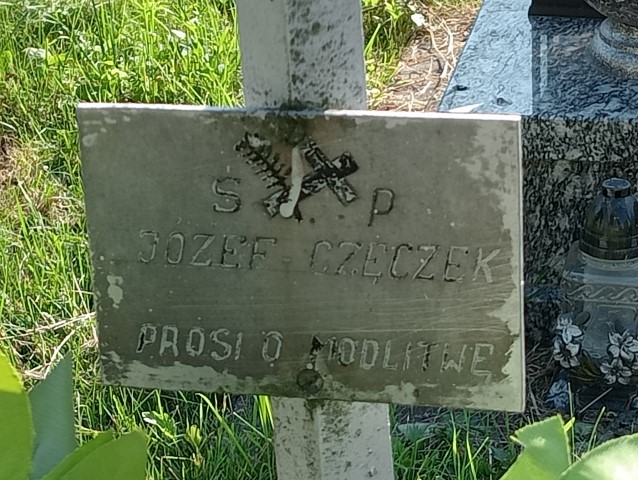 Ś P
JÓZEF CZĘCZEK
PROSI O MODLITWĘ